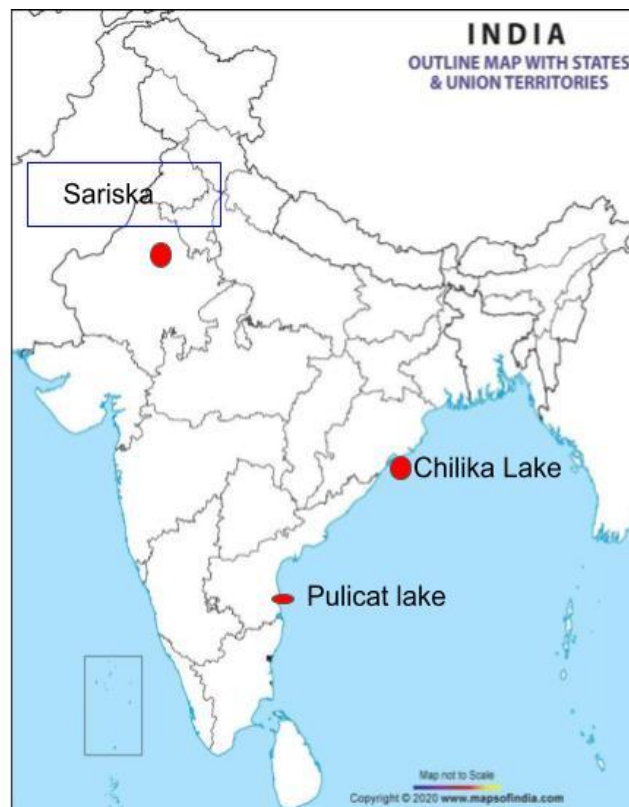 INDIA
OUTLINE MAP WITH STATES
& UNION TERRITORIES
Sariska
Chilika Lake
Pulicat lake
Map not to Scale
Copyright © 2020 www.mapsofindia.com